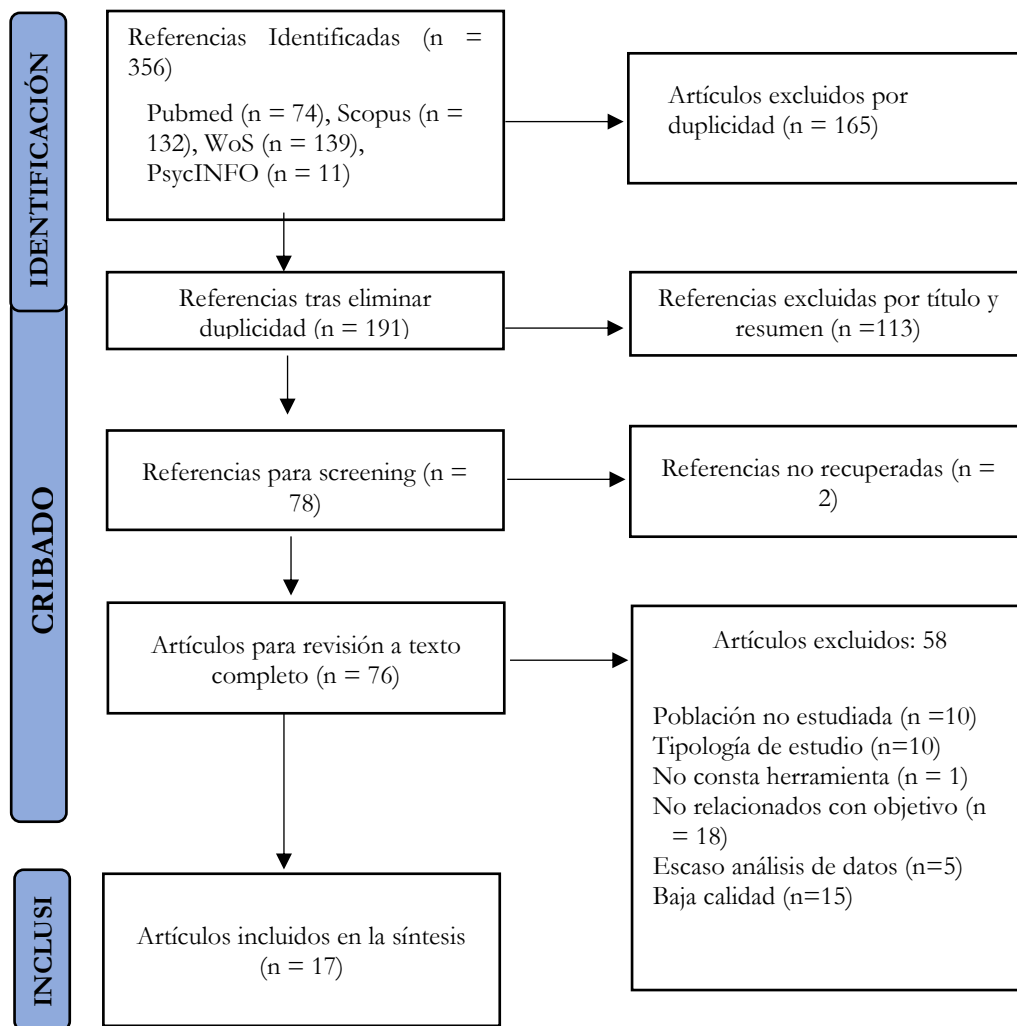 IDENTIFICACIÓN
Referencias Identificadas (n =
356)
Pubmed (n = 74), Scopus (n =
132), WoS (n = 139),
PsycINFO (n = 11)
Artículos excluidos por
duplicidad (n = 165)
Referencias tras eliminar
duplicidad (n = 191)
Referencias excluidas por título y
resumen (n =113)
CRIBADO
Referencias para screening (n =
78)
Referencias no recuperadas (n =
2)
Artículos para revisión a texto
completo (n = 76)
Artículos excluidos: 58
Población no estudiada (n =10)
Tipología de estudio (n=10)
No consta herramienta (n = 1)
No relacionados con objetivo (n
= 18)
Escaso análisis de datos (n=5)
Baja calidad (n=15)
INCLUSI
Artículos incluidos en la síntesis
(n = 17)